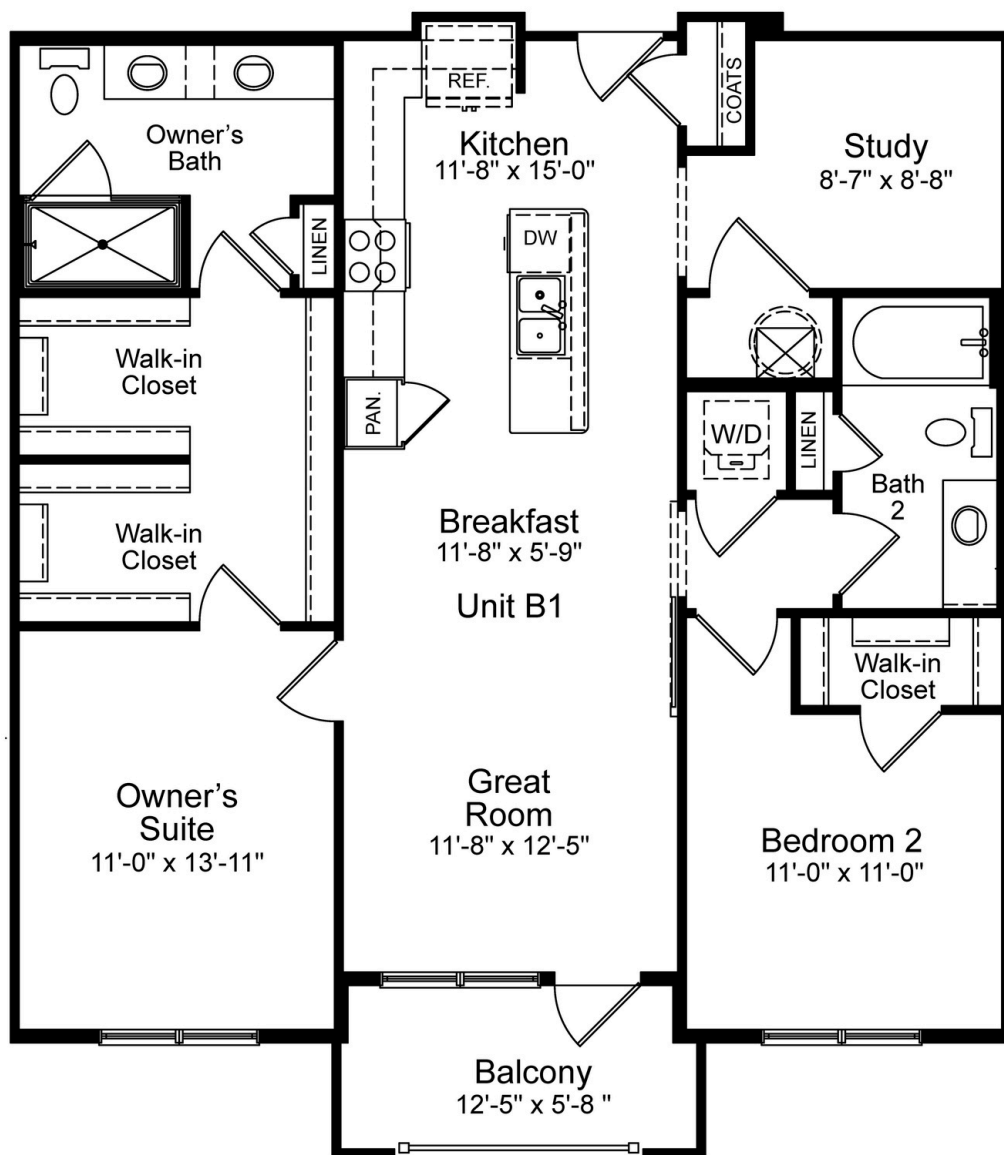 REF.
COATS
Owner's
Bath
Kitchen
11'-8" x 15'-0"
Study
8'-7" x 8'-8"
LINEN
DW
Walk-in
Closet
PAN.
W/D
LINEN
Bath
2
Walk-in
Closet
Breakfast
11'-8" x 5'-9"
Unit B1
Walk-in
Closet
Owner's
Suite
11'-0" x 13'-11"
Great
Room
11'-8" x 12'-5"
Bedroom 2
11'-0" x 11'-0"
Balcony
12'-5" x 5'-8 "